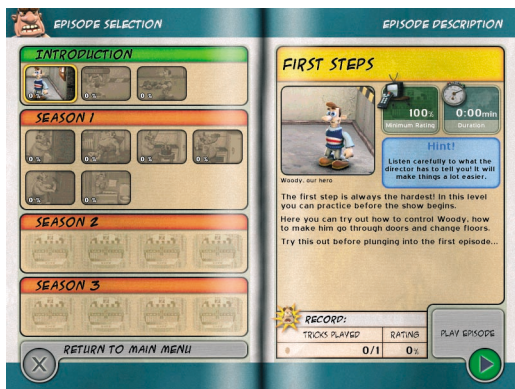 EPISODE SELECTION
INTRODUCTION
0%
0%
0%
SEASON 1
0%
0%
0%
0%
0%
0%
SEASON 2
SEASON 3
RETURN TO MAIN MENU
EPISODE DESCRIPTION
FIRST STEPS
100%
Minimum Rating
0:00min
Duration
Hint!
Listen carefully to what the
director has to tell you! It will
make things a lot easier.
Woody, our hero
The first step is always the hardest! In this level
you can practice before the show begins.
Here you can try out how to control Woody, how
to make him go through doors and change floors.
Try this out before plunging into the first episode...
RECORD:
TRICKS PLAYED
RATING
0/1
0%
PLAY EPISODE